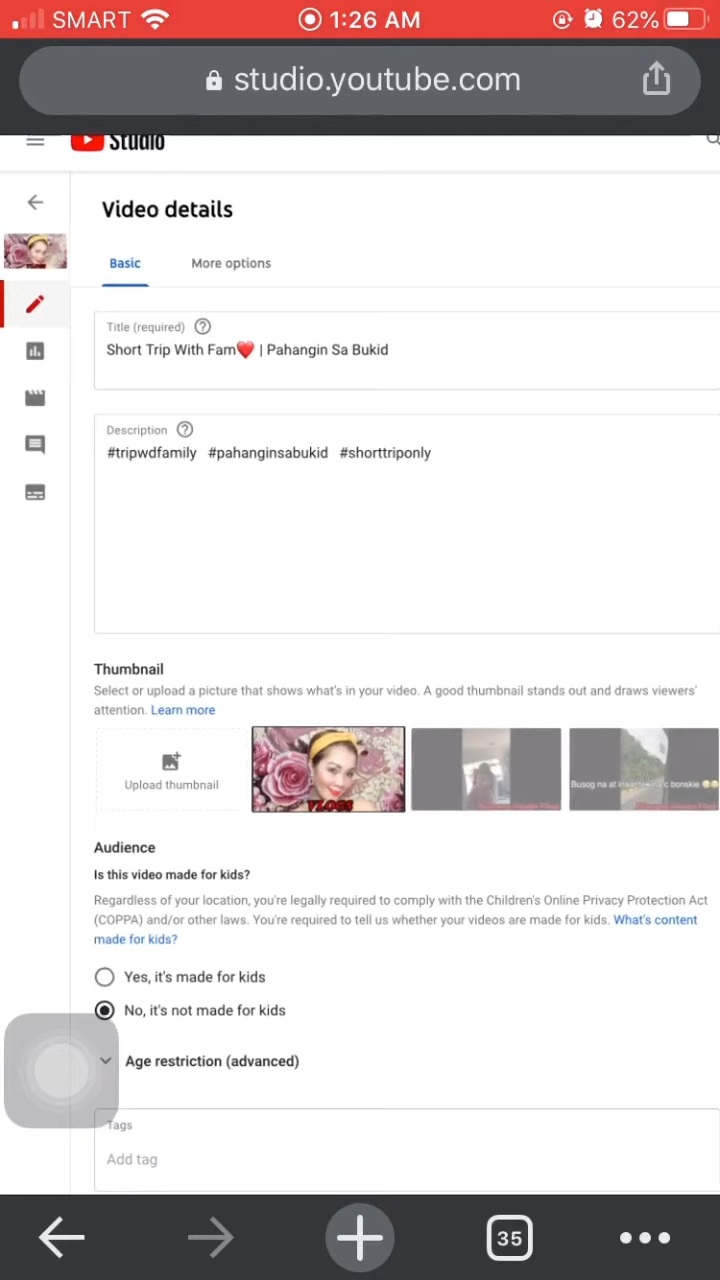 SMART 1:26 AM 62%
studio.youtube.com
Studio
Video details
Basic More options
Title (required)
Short Trip With Fam❤️ | Pahangin Sa Bukid
Description
#tripwdfamily #pahanginsabukid #shorttriponly
Thumbnail
Select or upload a picture that shows what's in your video. A good thumbnail stands out and draws viewers'
attention. Learn more
Upload thumbnail
VLOGS
Busog na at inaantok na c bonskie
Audience
Is this video made for kids?
Regardless of your location, you're legally required to comply with the Children's Online Privacy Protection Act
(COPPA) and/or other laws. You're required to tell us whether your videos are made for kids. What's content
made for kids?
Yes, it's made for kids
No, it's not made for kids
Age restriction (advanced)
Tags
Add tag
35